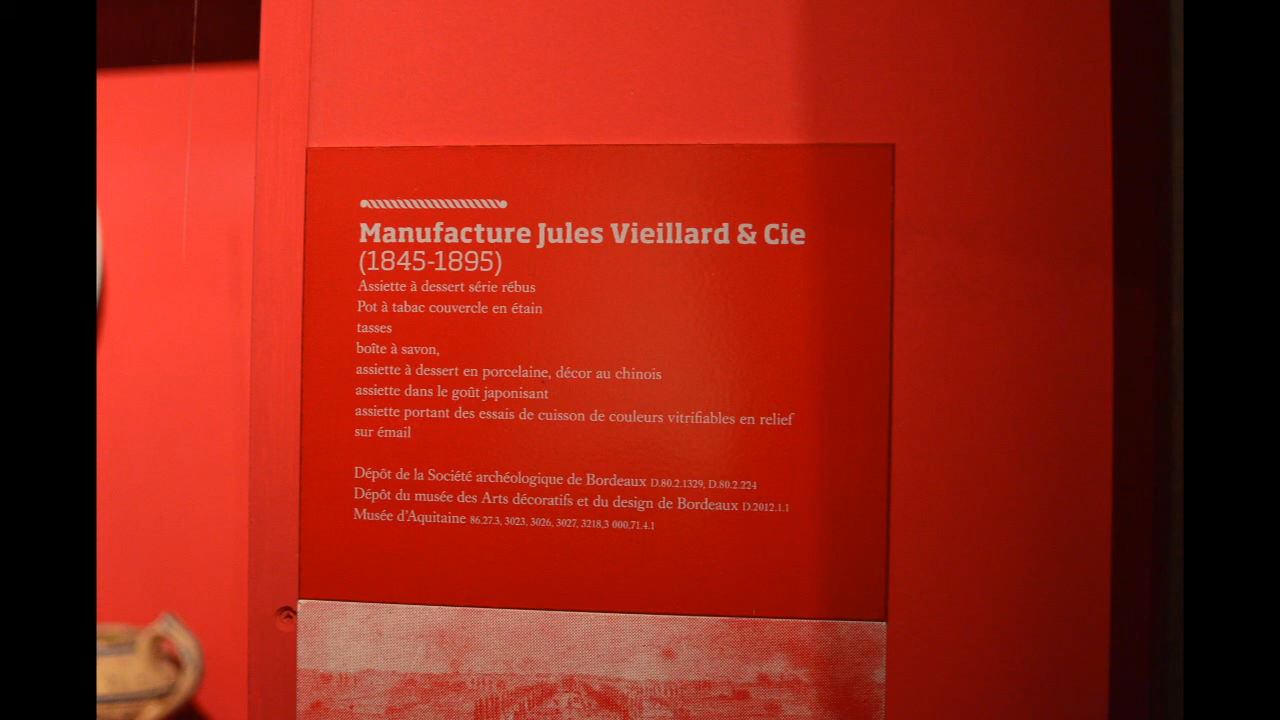 Manufacture Jules Vieillard & Cie
(1845-1895)
Assiette à dessert série rébus
Pot à tabac couvercle en étain
tasses
boîte à savon,
assiette à dessert en porcelaine, décor au chinois
assiette dans le goût japonisant
assiette portant des essais de cuisson de couleurs vitrifiables en relief
sur émail
Dépôt de la Société archéologique de Bordeaux D.80.2.1329, D.80.2.224
Dépôt du musée des Arts décoratifs et du design de Bordeaux D.2012.1.1
Musée d'Aquitaine 86.27.3, 3023, 3026, 3027, 3218,3 000,71.4.1